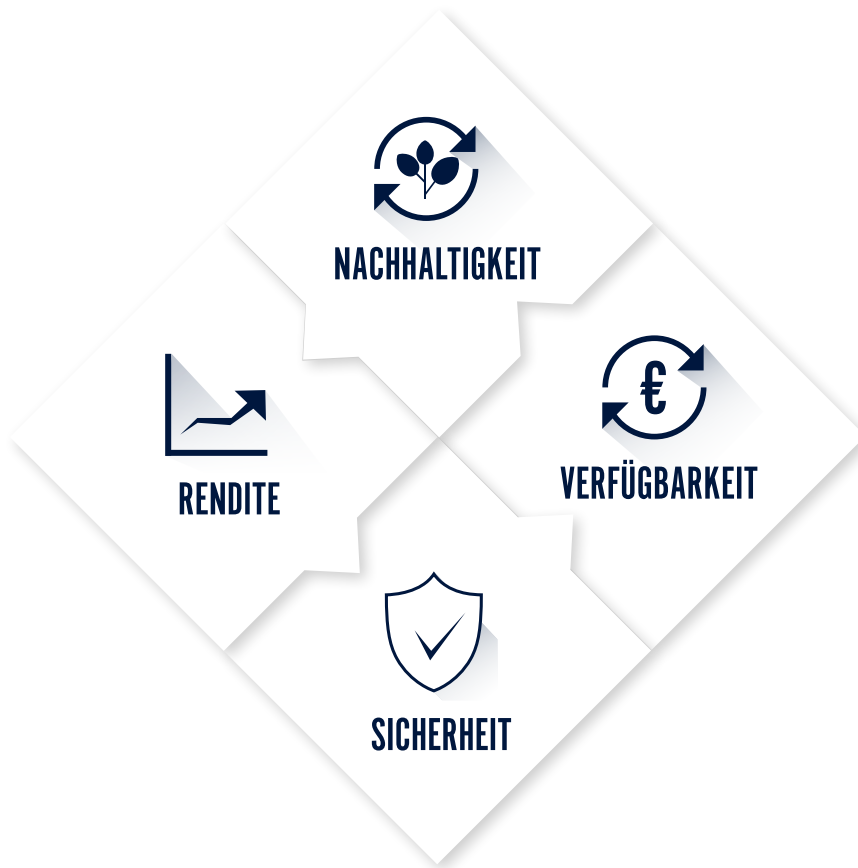 NACHHALTIGKEIT
RENDITE
€
VERFÜGBARKEIT
SICHERHEIT